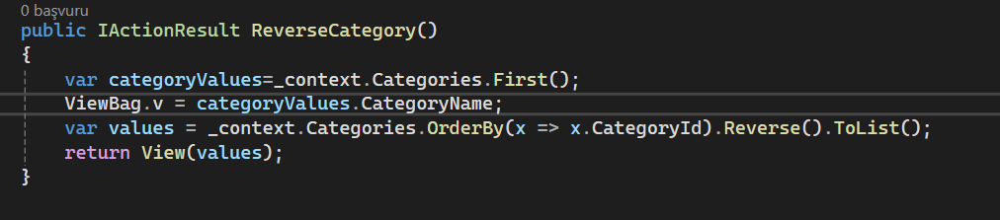 0 başvuru
public IActionResult ReverseCategory()
{
var categoryValues=_context.Categories.First();
ViewBag.v = categoryValues.CategoryName;
var values = _context.Categories.OrderBy(x => x.CategoryId).Reverse().ToList();
return View(values);
}